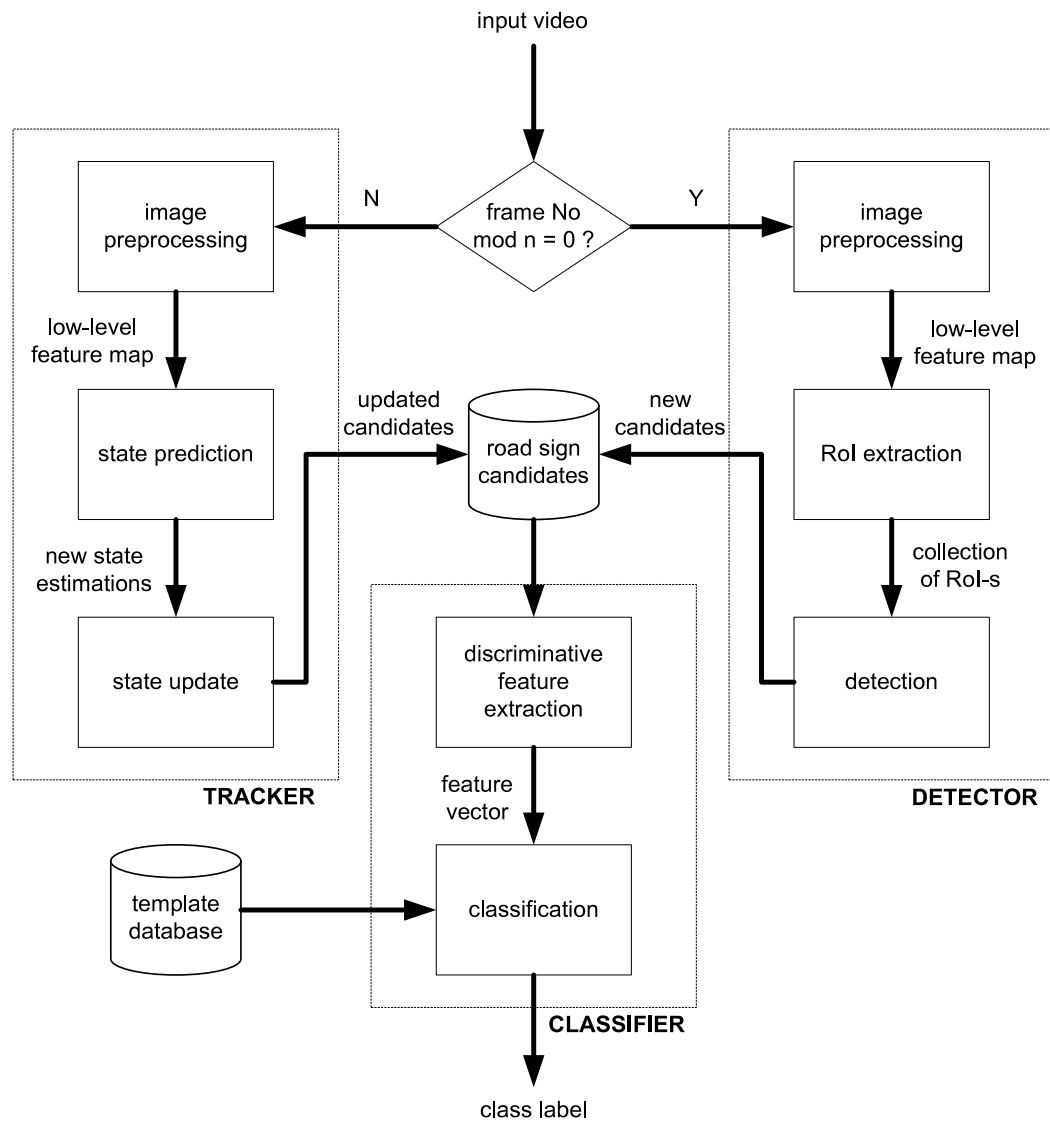 input video
image
preprocessing
N
frame No
mod n = 0 ?
Y
image
preprocessing
low-level
feature map
low-level
feature map
updated
candidates
new
candidates
state prediction
road sign
candidates
RoI extraction
new state
estimations
collection
of RoI-s
state update
discriminative
feature
extraction
detection
TRACKER
feature
vector
DETECTOR
template
database
classification
CLASSIFIER
class label